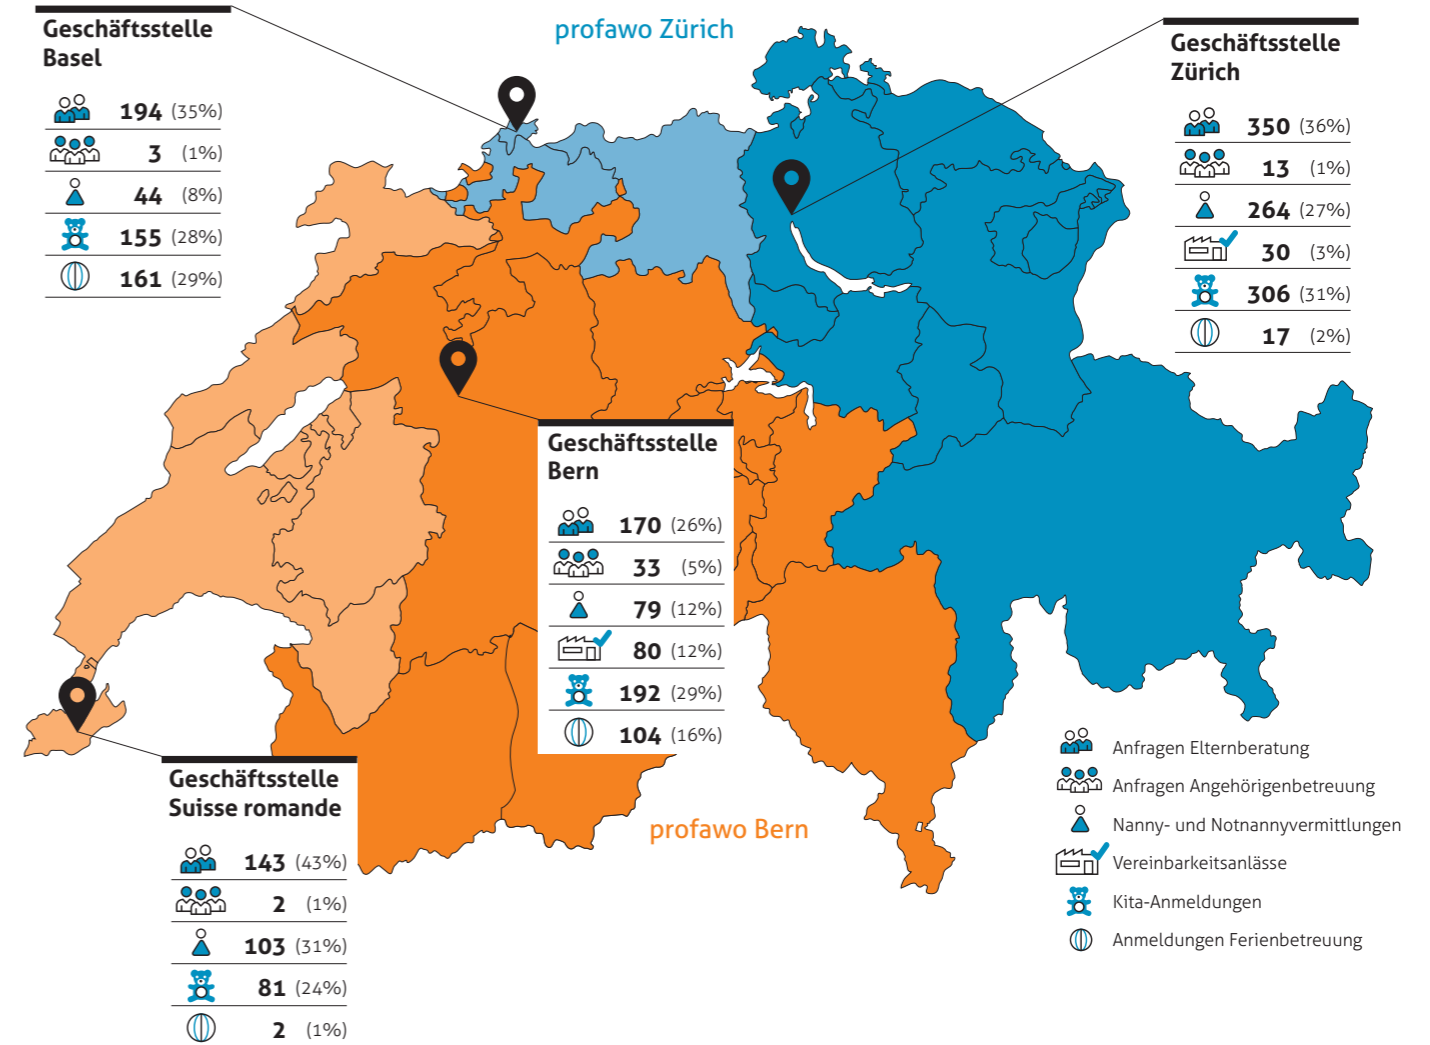 Geschäftsstelle
Basel
194 (35%)
3 (1%)
44 (8%)
155 (28%)
161 (29%)
profawo Zürich
Geschäftsstelle
Zürich
350 (36%)
13 (1%)
264 (27%)
30 (3%)
306 (31%)
17 (2%)
Geschäftsstelle
Bern
170 (26%)
33 (5%)
79 (12%)
80 (12%)
192 (29%)
104 (16%)
Geschäftsstelle
Suisse romande
143 (43%)
2 (1%)
103 (31%)
81 (24%)
2 (1%)
profawo Bern
Anfragen Elternberatung
Anfragen Angehörigenbetreuung
Nanny- und Notnannyvermittlungen
Vereinbarkeitsanlässe
Kita-Anmeldungen
Anmeldungen Ferienbetreuung